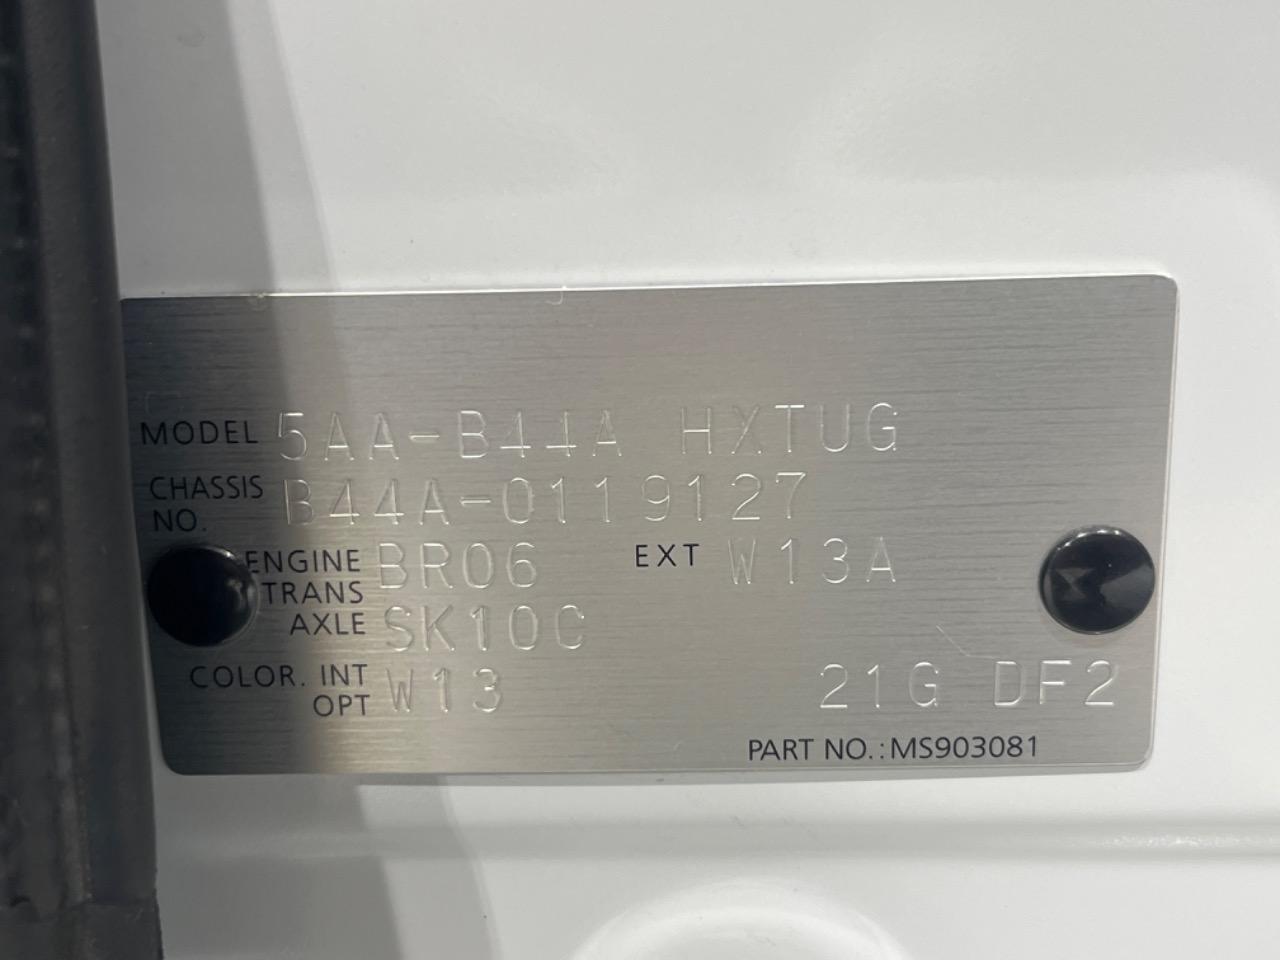 MODEL 5AA-B44A HXTUG
CHASSIS NO. B44A-0119127
ENGINE BR06 EXT W13A
TRANS AXLE SK10C
COLOR. INT W13
OPT 21G DF2
PART NO.:MS903081